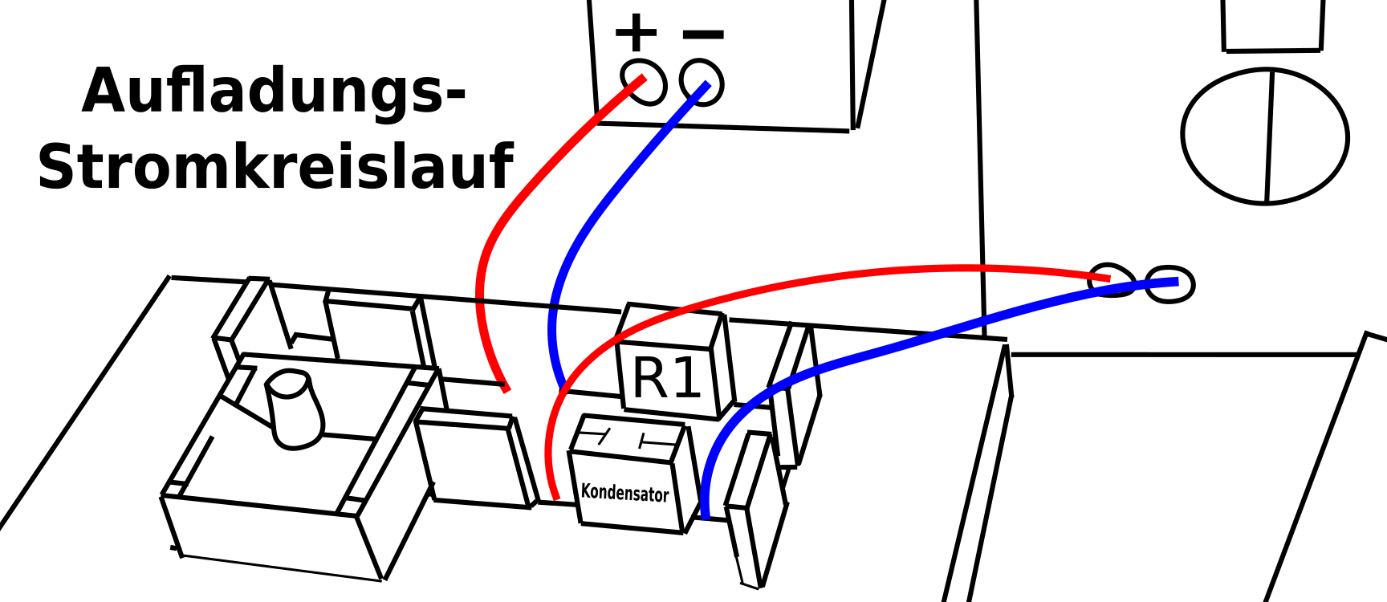 + −
Aufladungs-
Stromkreislauf
R1
Kondensator